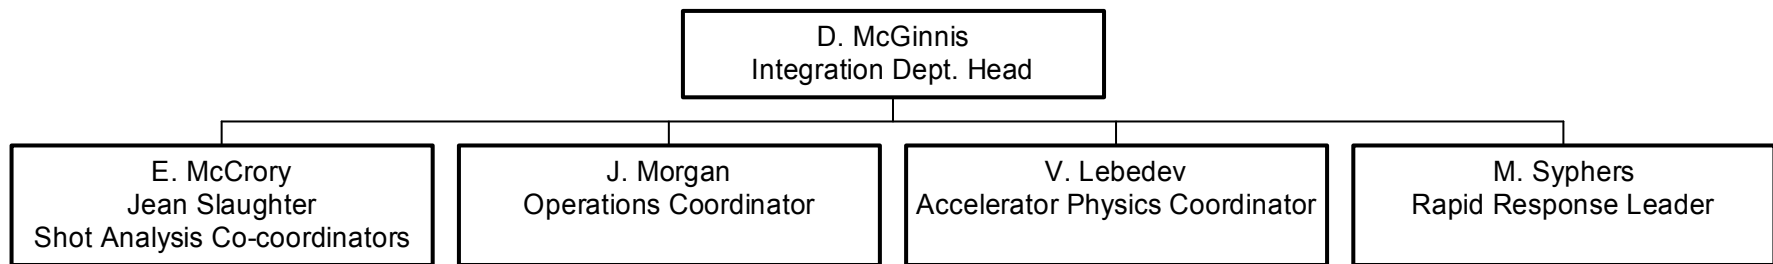 D. McGinnis
Integration Dept. Head
E. McCrory
Jean Slaughter
Shot Analysis Co-coordinators
J. Morgan
Operations Coordinator
V. Lebedev
Accelerator Physics Coordinator
M. Syphers
Rapid Response Leader